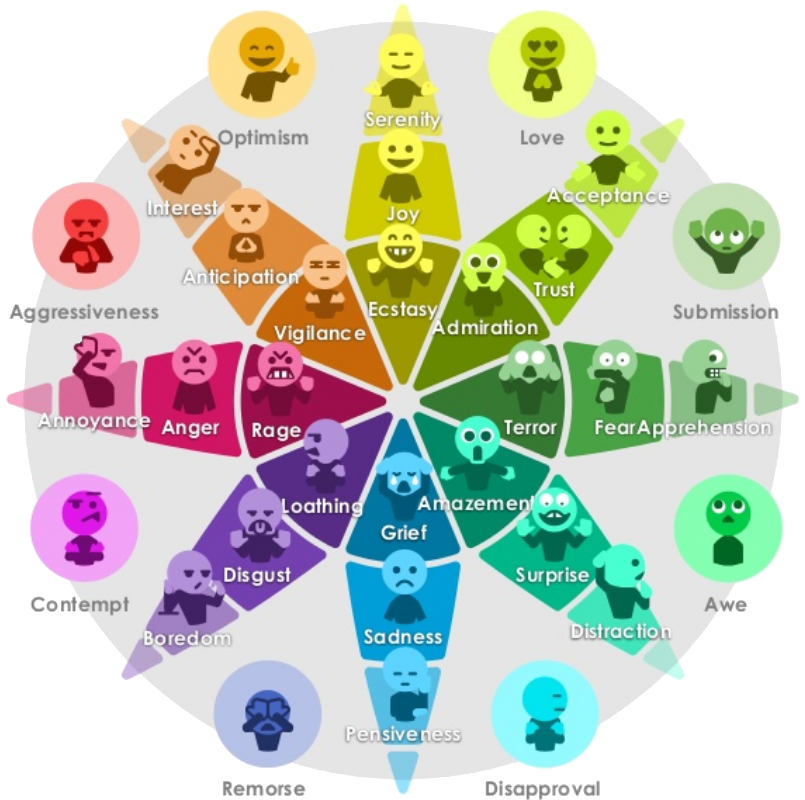 Optimism
Serenity
Love
Interest
Joy
Acceptance
Anticipation
Trust
Aggressiveness
Vigilance
Ecstasy
Admiration
Submission
Annoyance
Anger
Rage
Terror
Fear
Apprehension
Loathing
Grief
Amazement
Contempt
Disgust
Surprise
Awe
Boredom
Sadness
Distraction
Pensiveness
Remorse
Disapproval